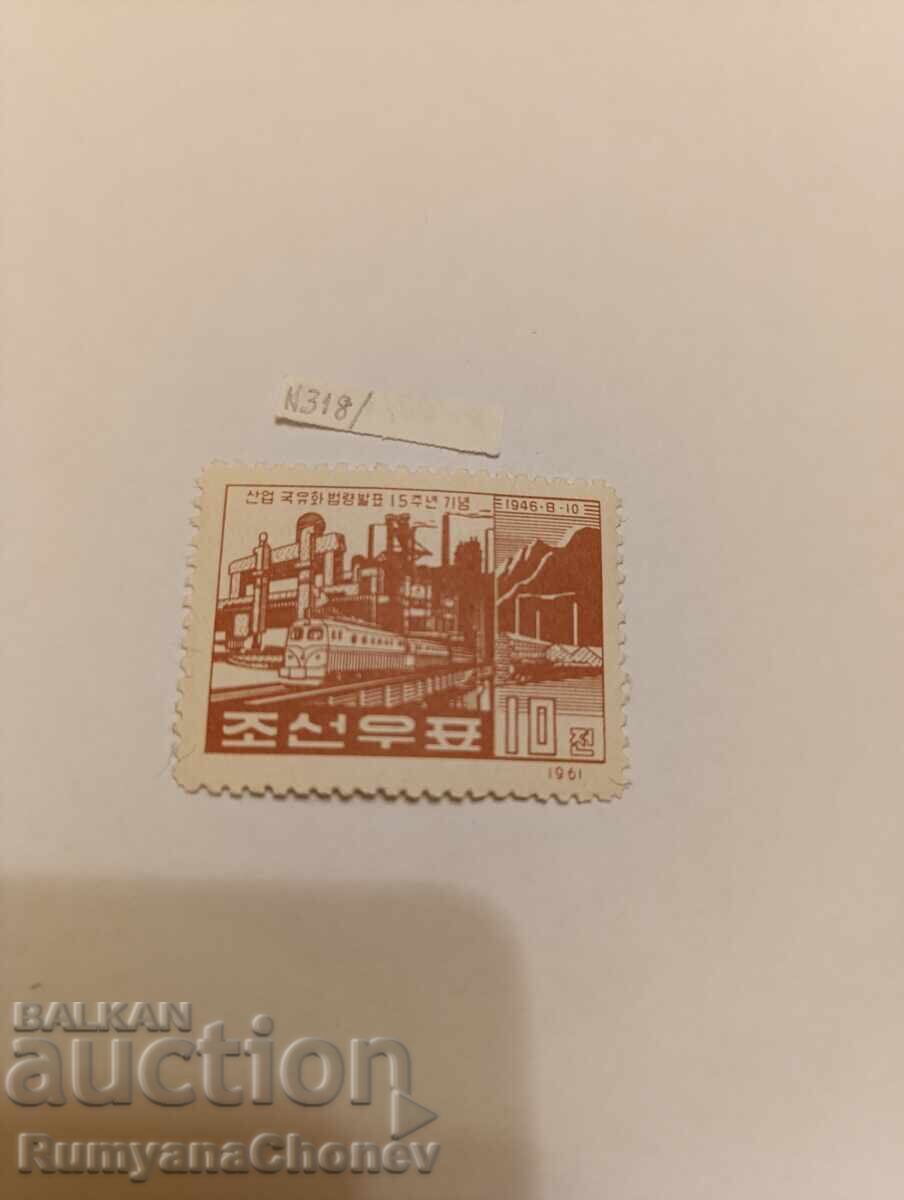 N318/
산업 국유화 법령발표 15주년 기념
1946·8·10
조선우표
10 전
1961
BALKAN
auction
RumyanaChonev